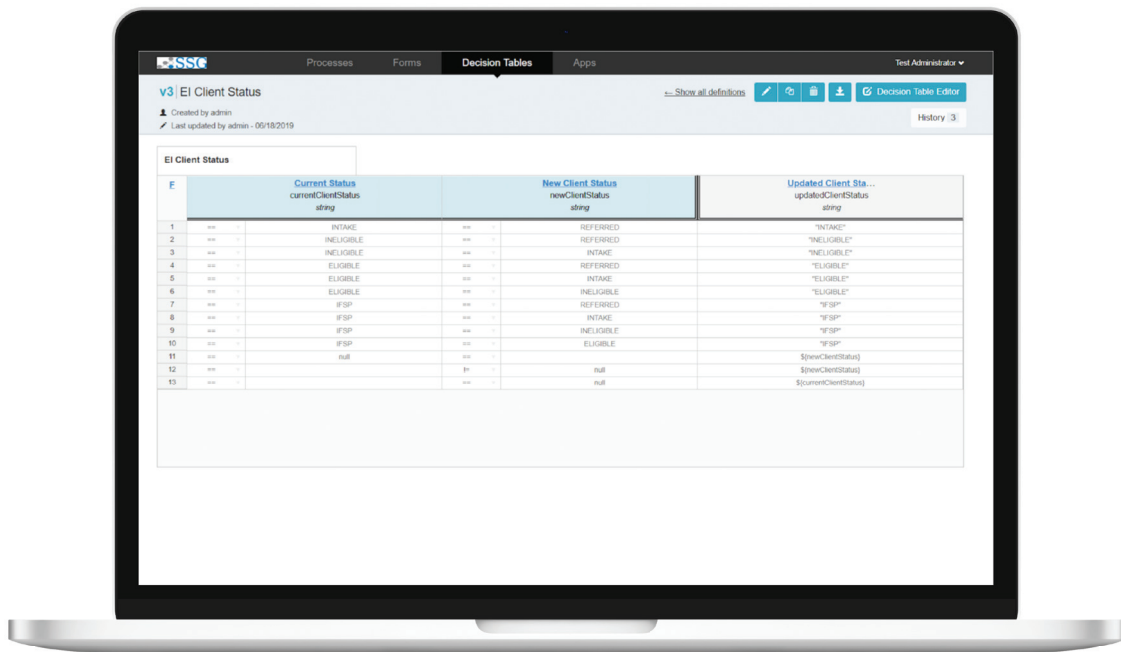 SSG
Processes Forms Decision Tables Apps Test Administrator
v3 EI Client Status
← Show all definitions Decision Table Editor
Created by admin
Last updated by admin - 06/18/2019
History 3
EI Client Status
F Current Status New Client Status Updated Client Sta...
currentClientStatus newClientStatus updatedClientStatus
string string string
1 == INTAKE == REFERRED "INTAKE"
2 == INELIGIBLE == REFERRED "INELIGIBLE"
3 == INELIGIBLE == INTAKE "INELIGIBLE"
4 == ELIGIBLE == REFERRED "ELIGIBLE"
5 == ELIGIBLE == INTAKE "ELIGIBLE"
6 == ELIGIBLE == INELIGIBLE "ELIGIBLE"
7 == IFSP == REFERRED "IFSP"
8 == IFSP == INTAKE "IFSP"
9 == IFSP == INELIGIBLE "IFSP"
10 == IFSP == ELIGIBLE "IFSP"
11 == null == ${newClientStatus}
12 == != null ${newClientStatus}
13 == == null ${currentClientStatus}